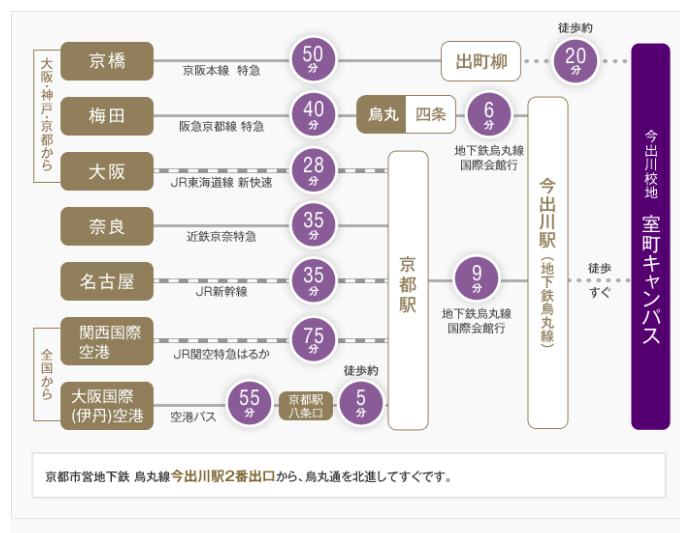 大阪・神戸・京都から
京橋
京阪本線 特急
50分
出町柳
徒歩約
20分
梅田
阪急京都線 特急
40分
烏丸 四条
6分
地下鉄烏丸線
国際会館行
大阪
JR東海道線 新快速
28分
奈良
近鉄京奈特急
35分
名古屋
JR新幹線
35分
全国から
関西国際
空港
JR関空特急はるか
75分
大阪国際
(伊丹)空港
空港バス
55分
京都駅
八条口
徒歩約
5分
京都駅
9分
地下鉄烏丸線
国際会館行
今出川駅(地下鉄烏丸線)
徒歩
すぐ
今出川校地 室町キャンパス
京都市営地下鉄 烏丸線今出川駅2番出口から、烏丸通を北進してすぐです。